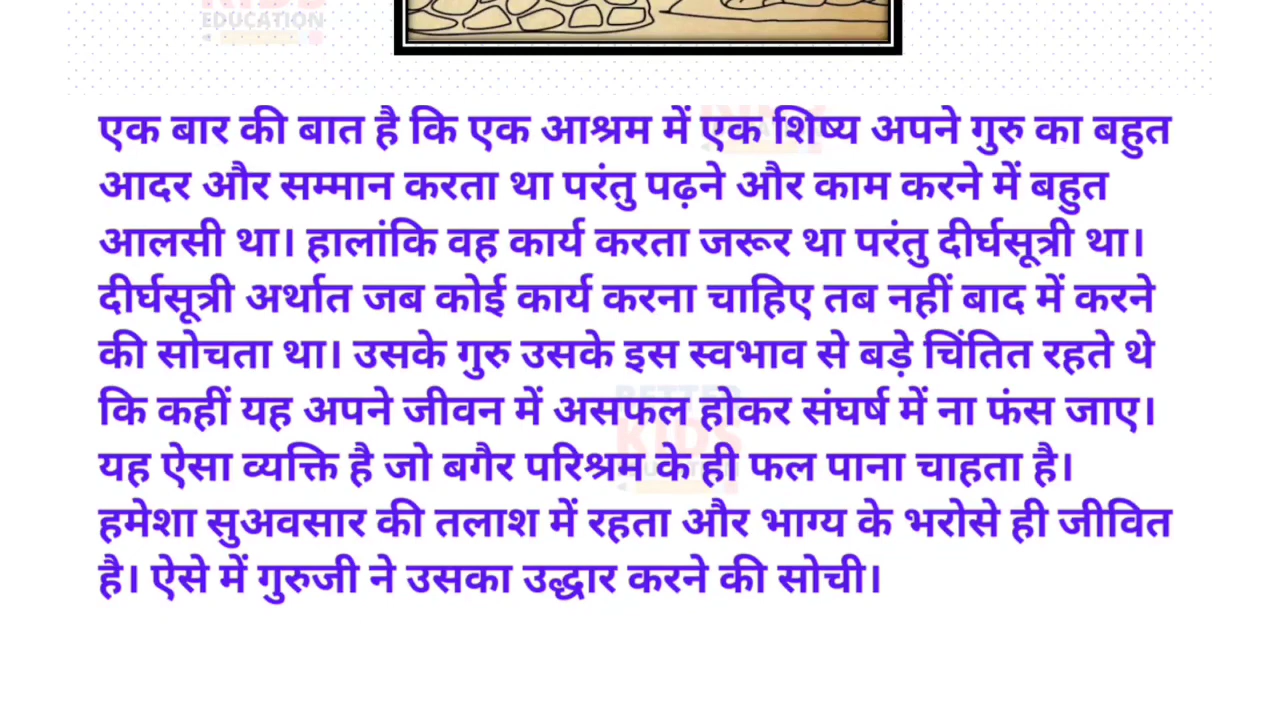 EDUCATION
एक बार की बात है कि एक आश्रम में एक शिष्य अपने गुरु का बहुत
आदर और सम्मान करता था परंतु पढ़ने और काम करने में बहुत
आलसी था। हालांकि वह कार्य करता जरूर था परंतु दीर्घसूत्री था।
दीर्घसूत्री अर्थात जब कोई कार्य करना चाहिए तब नहीं बाद में करने
की सोचता था। उसके गुरु उसके इस स्वभाव से बड़े चिंतित रहते थे
कि कहीं यह अपने जीवन में असफल होकर संघर्ष में ना फंस जाए।
यह ऐसा व्यक्ति है जो बगैर परिश्रम के ही फल पाना चाहता है।
हमेशा सुअवसार की तलाश में रहता और भाग्य के भरोसे ही जीवित
है। ऐसे में गुरुजी ने उसका उद्धार करने की सोची।
BETTER
KIDS